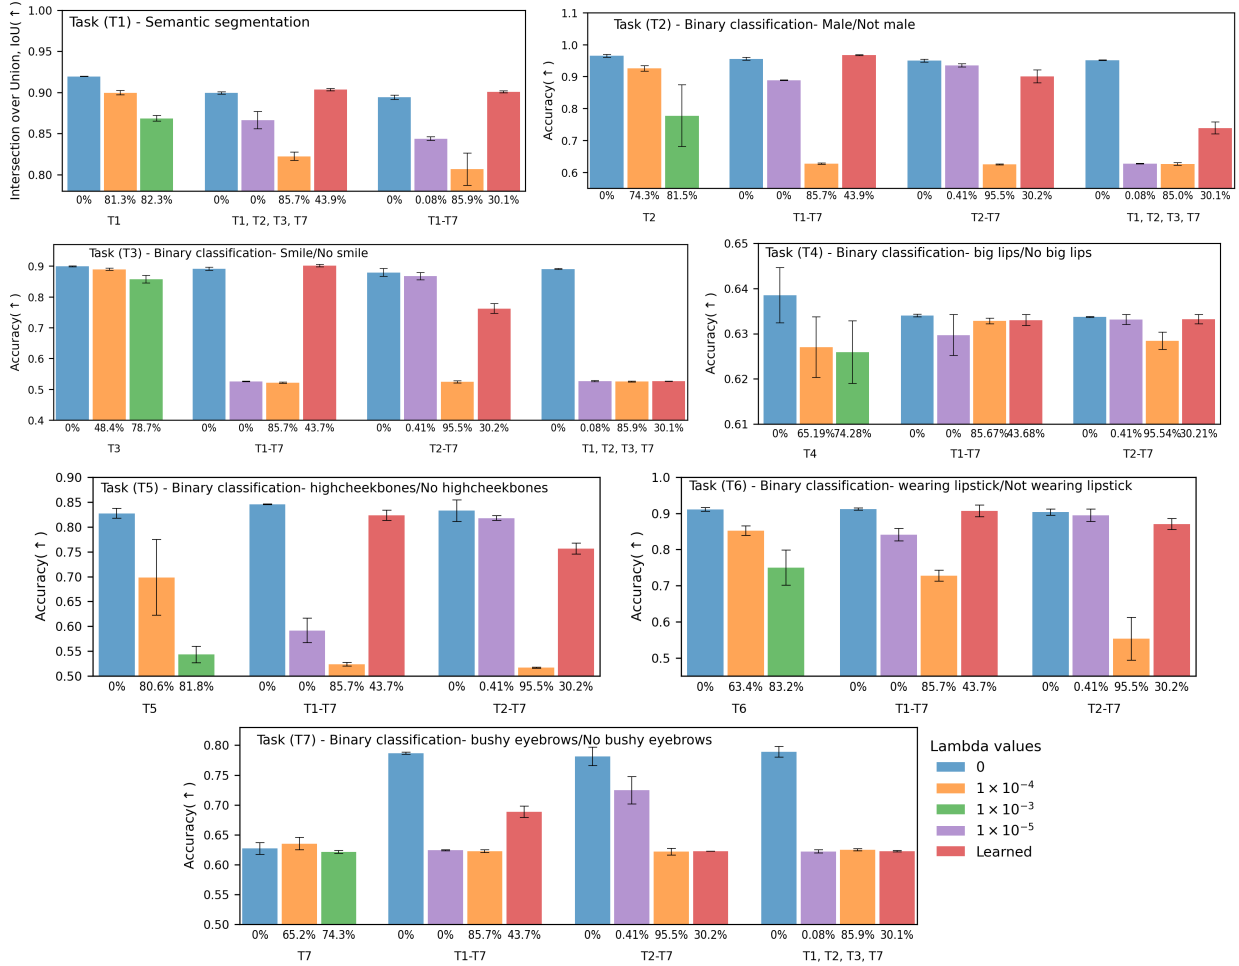 Task (T1) - Semantic segmentation
Intersection over Union, IoU(↑)
1.00
0.95
0.90
0.85
0.80
0% 81.3% 82.3% 0% 0% 85.7% 43.9% 0% 0.08% 85.9% 30.1%
T1 T1, T2, T3, T7 T1-T7
Task (T2) - Binary classification- Male/Not male
Accuracy(↑)
1.1
1.0
0.9
0.8
0.7
0.6
0% 74.3% 81.5% 0% 0% 85.7% 43.9% 0% 0.41% 95.5% 30.2% 0% 0.08% 85.0% 30.1%
T2 T1-T7 T2-T7 T1, T2, T3, T7
Task (T3) - Binary classification- Smile/No smile
Accuracy(↑)
0.9
0.8
0.7
0.6
0.5
0.4
0% 48.4% 78.7% 0% 0% 85.7% 43.7% 0% 0.41% 95.5% 30.2% 0% 0.08% 85.9% 30.1%
T3 T1-T7 T2-T7 T1, T2, T3, T7
Task (T4) - Binary classification- big lips/No big lips
Accuracy(↑)
0.65
0.64
0.63
0.62
0.61
0% 65.19% 74.28% 0% 0% 85.67% 43.68% 0% 0.41% 95.54% 30.21%
T4 T1-T7 T2-T7
Task (T5) - Binary classification- highcheekbones/No highcheekbones
Accuracy(↑)
0.90
0.85
0.80
0.75
0.70
0.65
0.60
0.55
0.50
0% 80.6% 81.8% 0% 0% 85.7% 43.7% 0% 0.41% 95.5% 30.2%
T5 T1-T7 T2-T7
Task (T6) - Binary classification- wearing lipstick/Not wearing lipstick
Accuracy(↑)
1.0
0.9
0.8
0.7
0.6
0.5
0% 63.4% 83.2% 0% 0% 85.7% 43.7% 0% 0.41% 95.5% 30.2%
T6 T1-T7 T2-T7
Task (T7) - Binary classification- bushy eyebrows/No bushy eyebrows
Accuracy(↑)
0.80
0.75
0.70
0.65
0.60
0.55
0.50
0% 65.2% 74.3% 0% 0% 85.7% 43.7% 0% 0.41% 95.5% 30.2% 0% 0.08% 85.9% 30.1%
T7 T1-T7 T2-T7 T1, T2, T3, T7
Lambda values
0
1 × 10⁻⁴
1 × 10⁻³
1 × 10⁻⁵
Learned